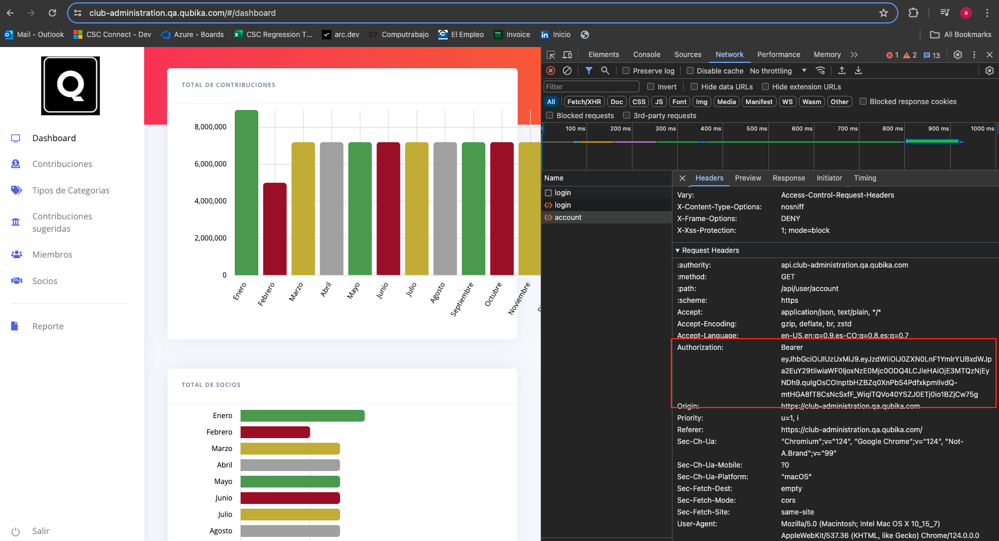 club-administration.qa.qubika.com/#/dashboard
a
Mail - Outlook
CSC Connect - Dev
Azure - Boards
CSC Regression T...
arc.dev
Computrabajo
El Empleo
Invoice
Inicio
All Bookmarks
Q
Dashboard
Contribuciones
Tipos de Categorias
Contribuciones
sugeridas
Miembros
Socios
Reporte
Salir
TOTAL DE CONTRIBUCIONES
8,000,000
6,000,000
4,000,000
2,000,000
0
Enero
Febrero
Marzo
Abril
Mayo
Junio
Julio
Agosto
Septiembre
Octubre
Noviembre
TOTAL DE SOCIOS
Enero
Febrero
Marzo
Abril
Mayo
Junio
Julio
Agosto
Elements Console Sources Network Performance Memory 1 2 13
Preserve log Disable cache No throttling
Filter Invert Hide data URLs Hide extension URLs
All Fetch/XHR Doc CSS JS Font Img Media Manifest WS Wasm Other Blocked response cookies
Blocked requests 3rd-party requests
100 ms 200 ms 300 ms 400 ms 500 ms 600 ms 700 ms 800 ms 900 ms 1000 ms
Name
login
login
account
Headers Preview Response Initiator Timing
Vary: Access-Control-Request-Headers
X-Content-Type-Options: nosniff
X-Frame-Options: DENY
X-Xss-Protection: 1; mode=block
Request Headers
:authority: api.club-administration.qa.qubika.com
:method: GET
:path: /api/user/account
:scheme: https
Accept: application/json, text/plain, */*
Accept-Encoding: gzip, deflate, br, zstd
Accept-Language: en-US,en;q=0.9,es-CO;q=0.8,es;q=0.7
Authorization: Bearer
Origin: https://club-administration.qa.qubika.com
Priority: u=1, i
Referer: https://club-administration.qa.qubika.com/
Sec-Ch-Ua: "Chromium";v="124", "Google Chrome";v="124", "Not-
A.Brand";v="99"
Sec-Ch-Ua-Mobile: ?0
Sec-Ch-Ua-Platform: "macOS"
Sec-Fetch-Dest: empty
Sec-Fetch-Mode: cors
Sec-Fetch-Site: same-site
User-Agent: Mozilla/5.0 (Macintosh; Intel Mac OS X 10_15_7)
AppleWebKit/537.36 (KHTML, like Gecko) Chrome/124.0.0.0